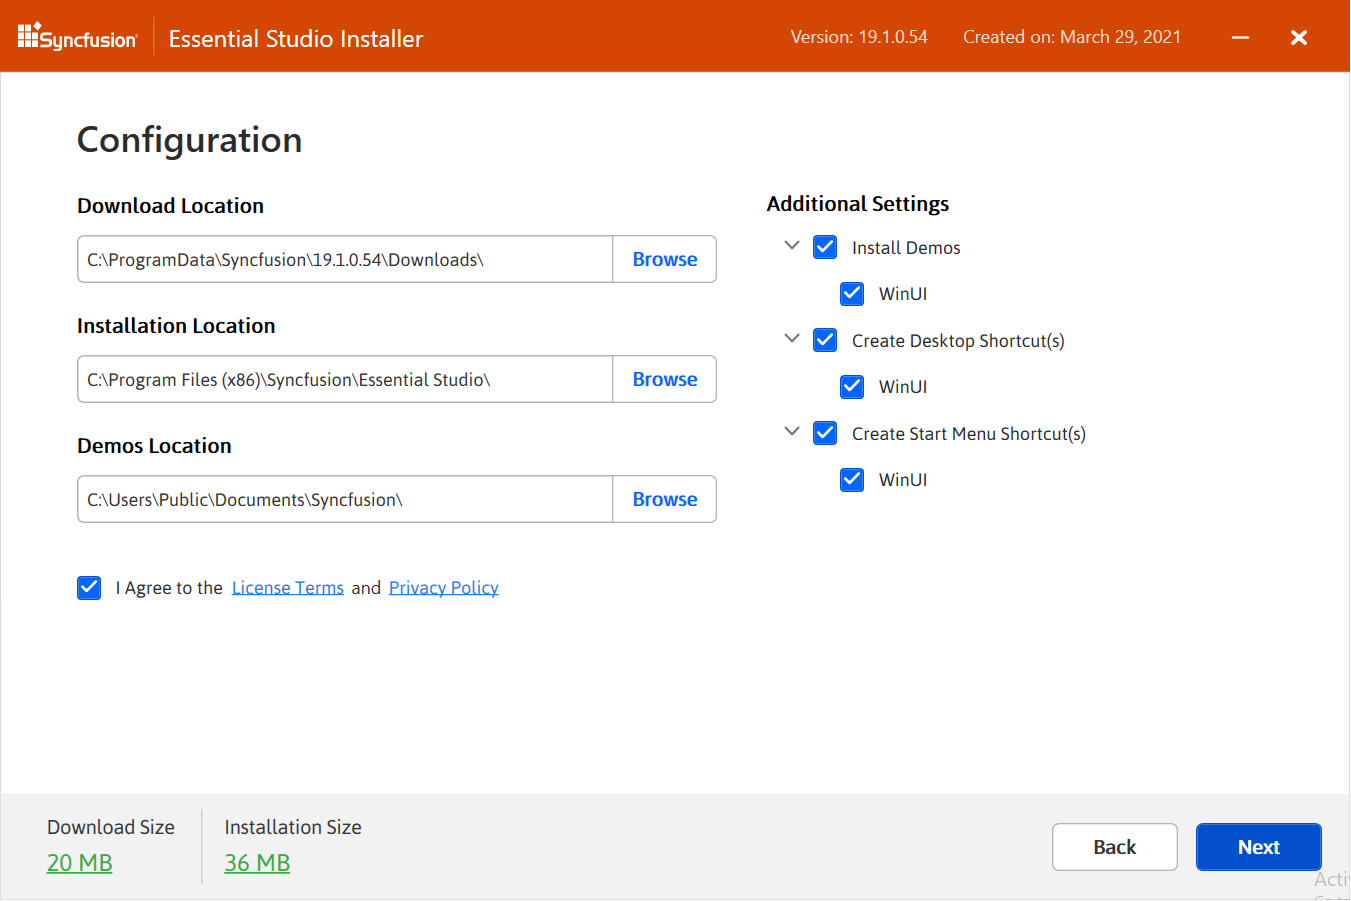 Syncfusion
Essential Studio Installer
Version: 19.1.0.54
Created on: March 29, 2021
Configuration
Download Location
C:\ProgramData\Syncfusion\19.1.0.54\Downloads\
Browse
Installation Location
C:\Program Files (x86)\Syncfusion\Essential Studio\
Browse
Demos Location
C:\Users\Public\Documents\Syncfusion\
Browse
I Agree to the License Terms and Privacy Policy
Additional Settings
Install Demos
WinUI
Create Desktop Shortcut(s)
WinUI
Create Start Menu Shortcut(s)
WinUI
Download Size
20 MB
Installation Size
36 MB
Back
Next
Acti